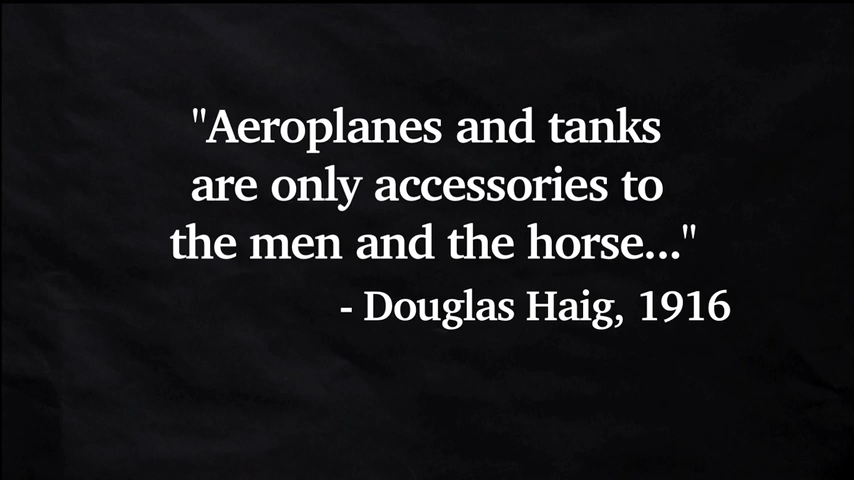 "Aeroplanes and tanks
are only accessories to
the men and the horse..."
- Douglas Haig, 1916